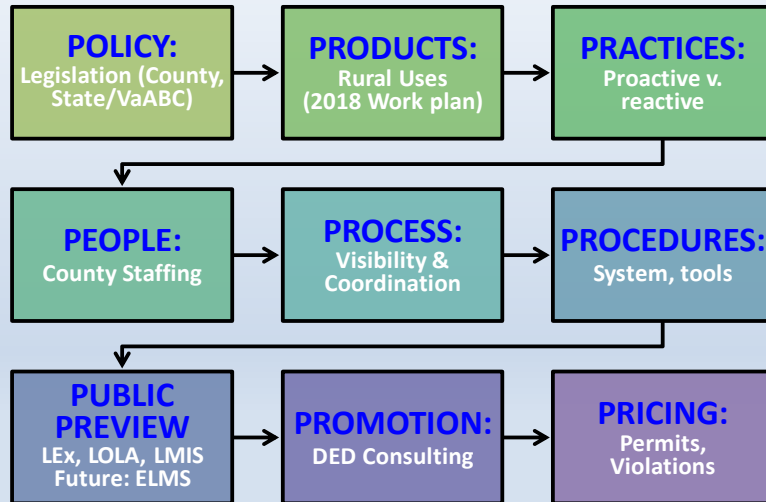 POLICY:
Legislation (County,
State/VaABC)
PRODUCTS:
Rural Uses
(2018 Work plan)
PRACTICES:
Proactive v.
reactive
PEOPLE:
County Staffing
PROCESS:
Visibility &
Coordination
PROCEDURES:
System, tools
PUBLIC
PREVIEW
LEx, LOLA, LMIS
Future: ELMS
PROMOTION:
DED Consulting
PRICING:
Permits,
Violations